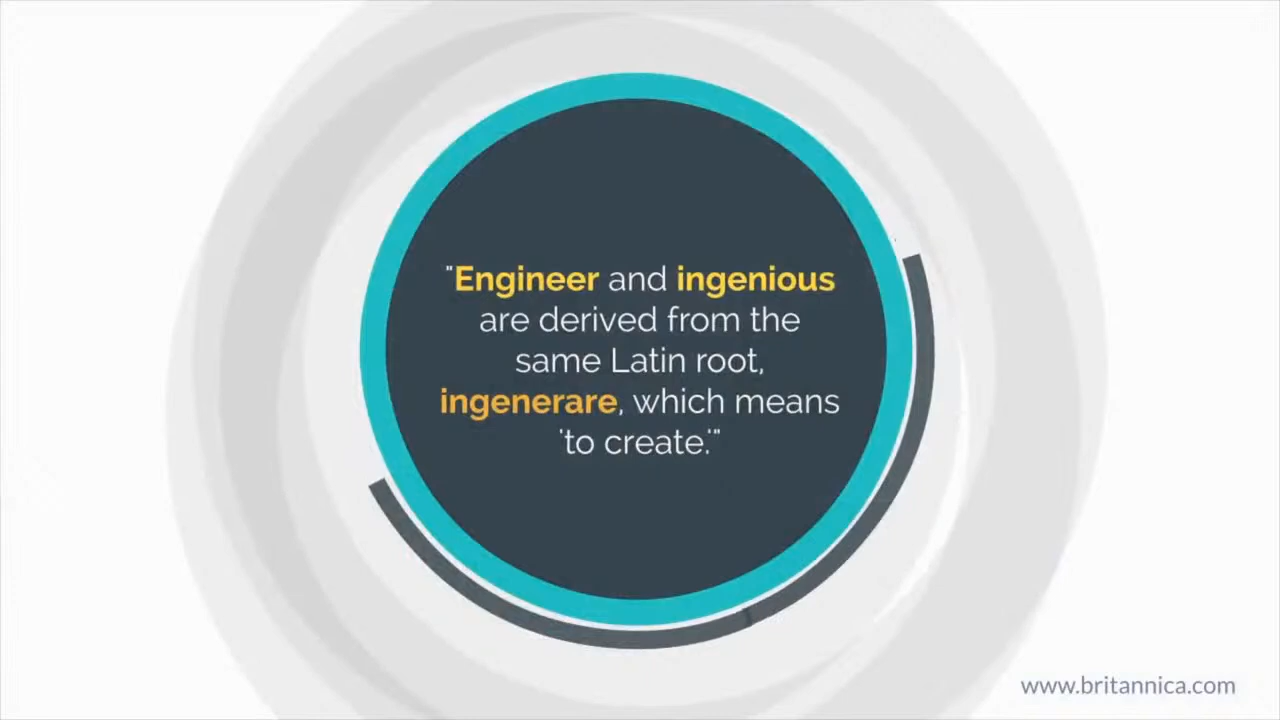 "Engineer and ingenious
are derived from the
same Latin root,
ingenerare, which means
'to create.'"
www.britannica.com